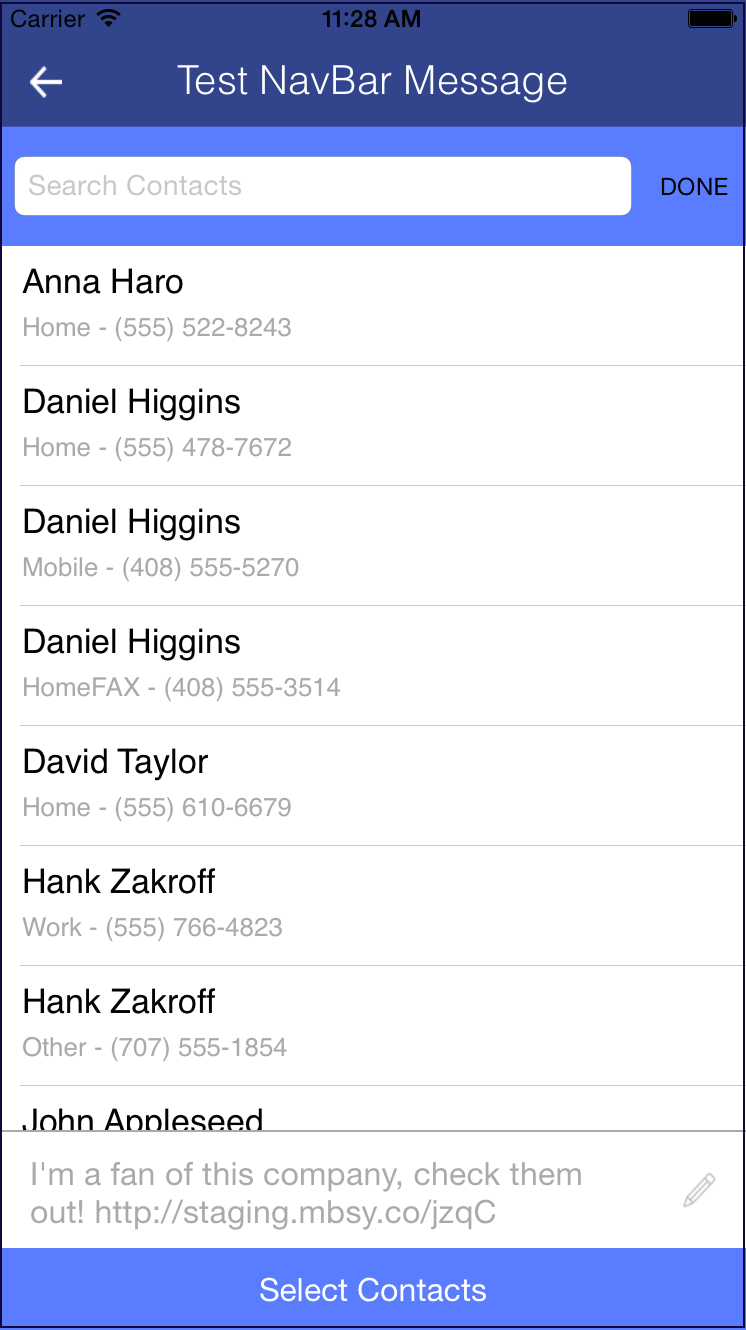 Carrier 11:28 AM
Test NavBar Message
Search Contacts DONE
Anna Haro
Home - (555) 522-8243
Daniel Higgins
Home - (555) 478-7672
Daniel Higgins
Mobile - (408) 555-5270
Daniel Higgins
HomeFAX - (408) 555-3514
David Taylor
Home - (555) 610-6679
Hank Zakroff
Work - (555) 766-4823
Hank Zakroff
Other - (707) 555-1854
John Appleseed
I'm a fan of this company, check them
out! http://staging.mbsy.co/jzqC
Select Contacts